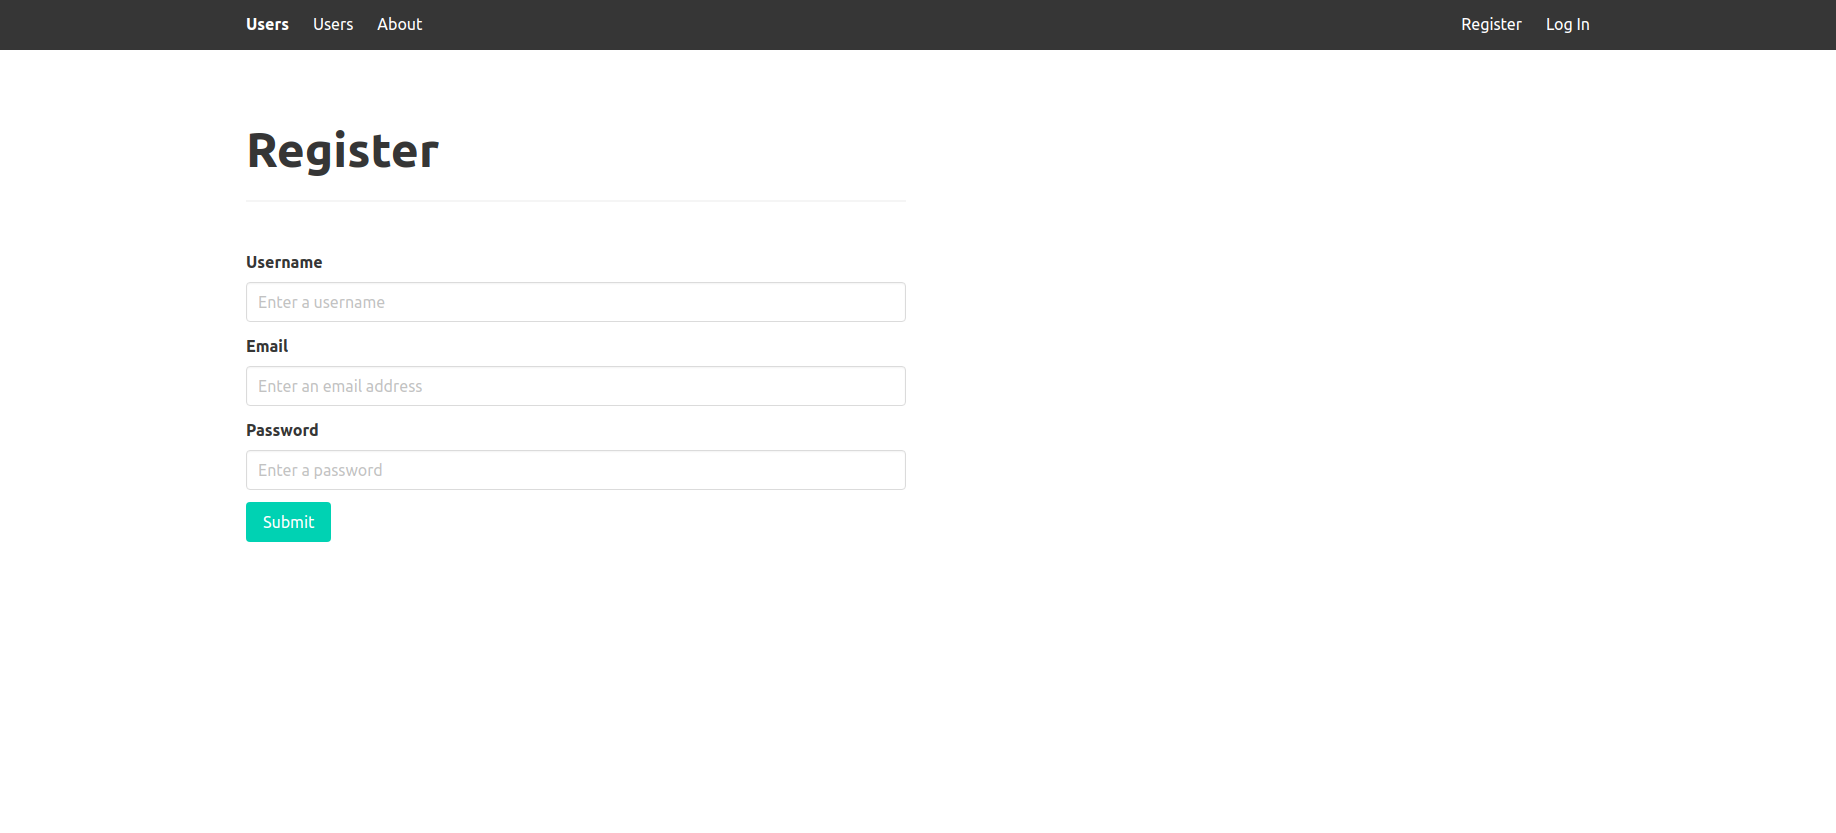 Users Users About Register Log In
Register
Username
Enter a username
Email
Enter an email address
Password
Enter a password
Submit